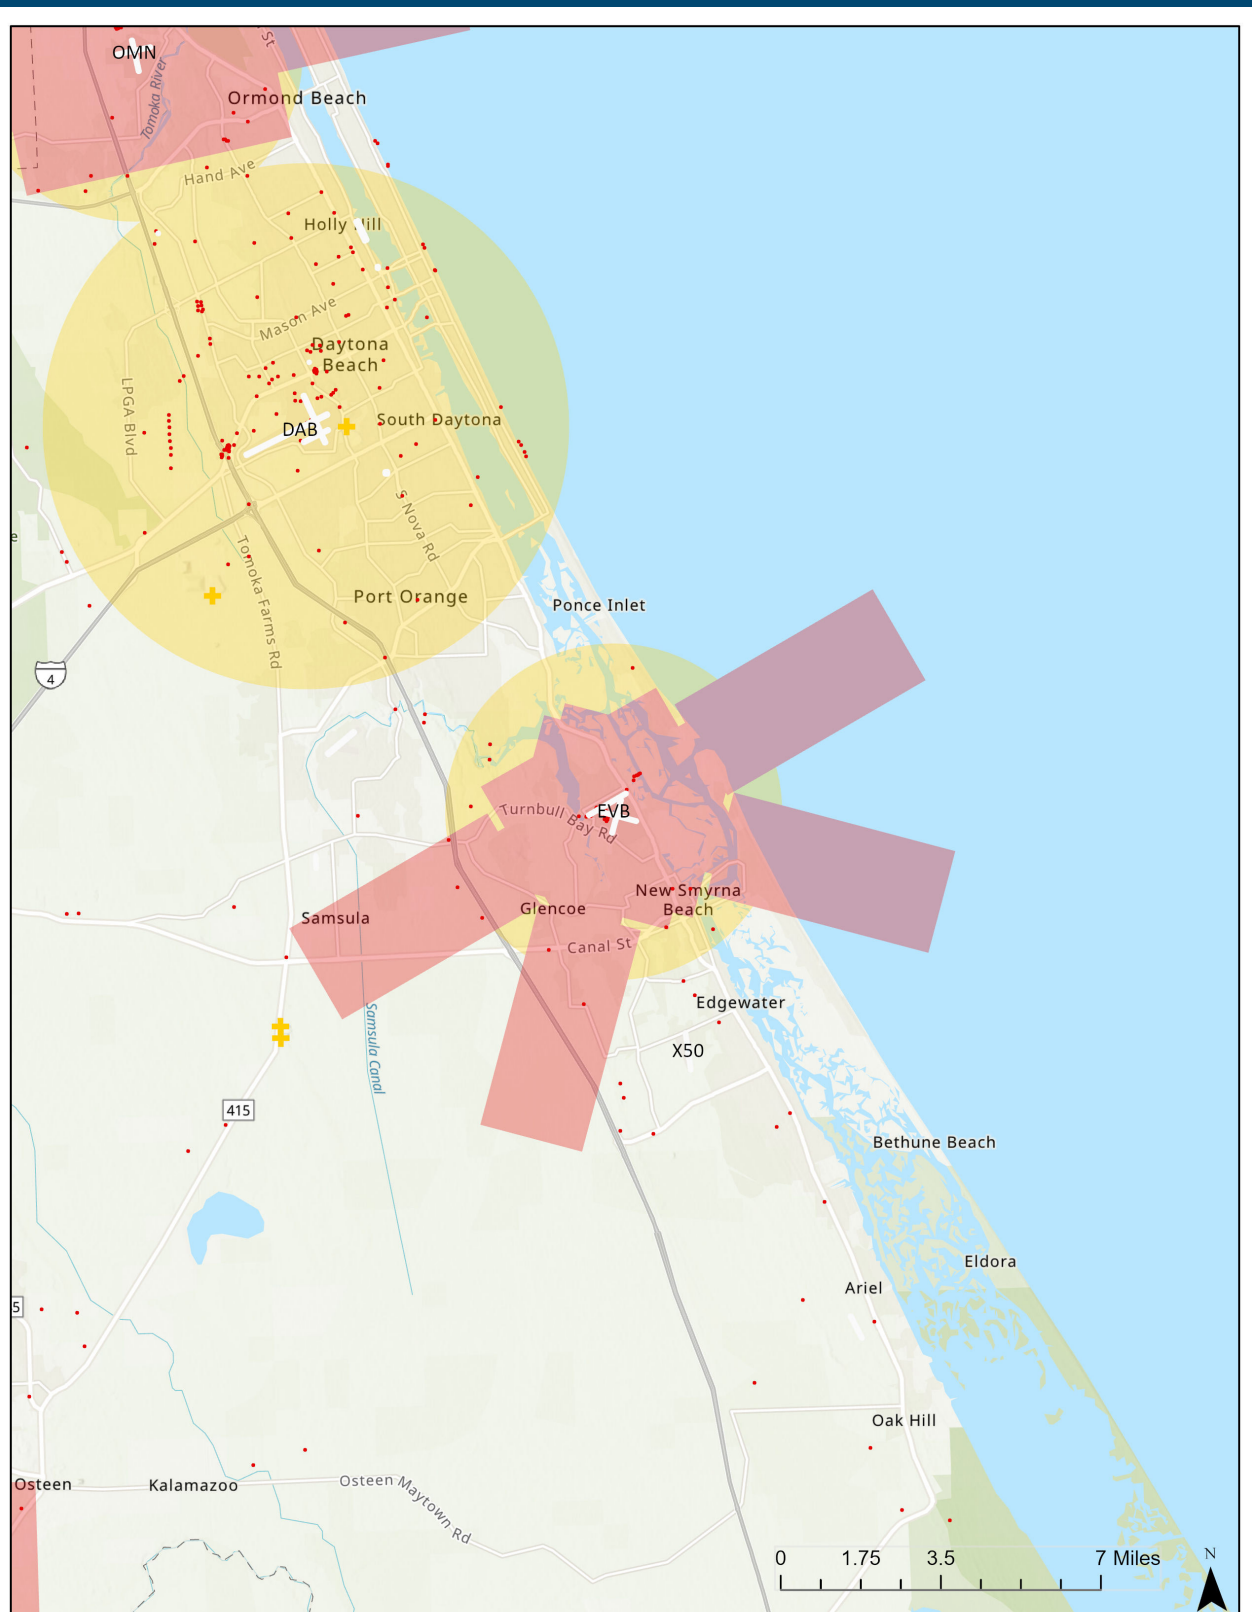 OMN
St
Tomoka River
Ormond Beach
Hand Ave
Holly Hill
Mason Ave
Daytona
Beach
LPGA Blvd
DAB
South Daytona
S Nova Rd
e
Tomoka Farms Rd
Port Orange
Ponce Inlet
4
EVB
Turnbull Bay Rd
New Smyrna
Beach
Glencoe
Samsula
Canal St
Edgewater
Samsula Canal
X50
415
Bethune Beach
Eldora
Ariel
5
Oak Hill
Osteen
Kalamazoo
Osteen Maytown Rd
0 1.75 3.5 7 Miles
N